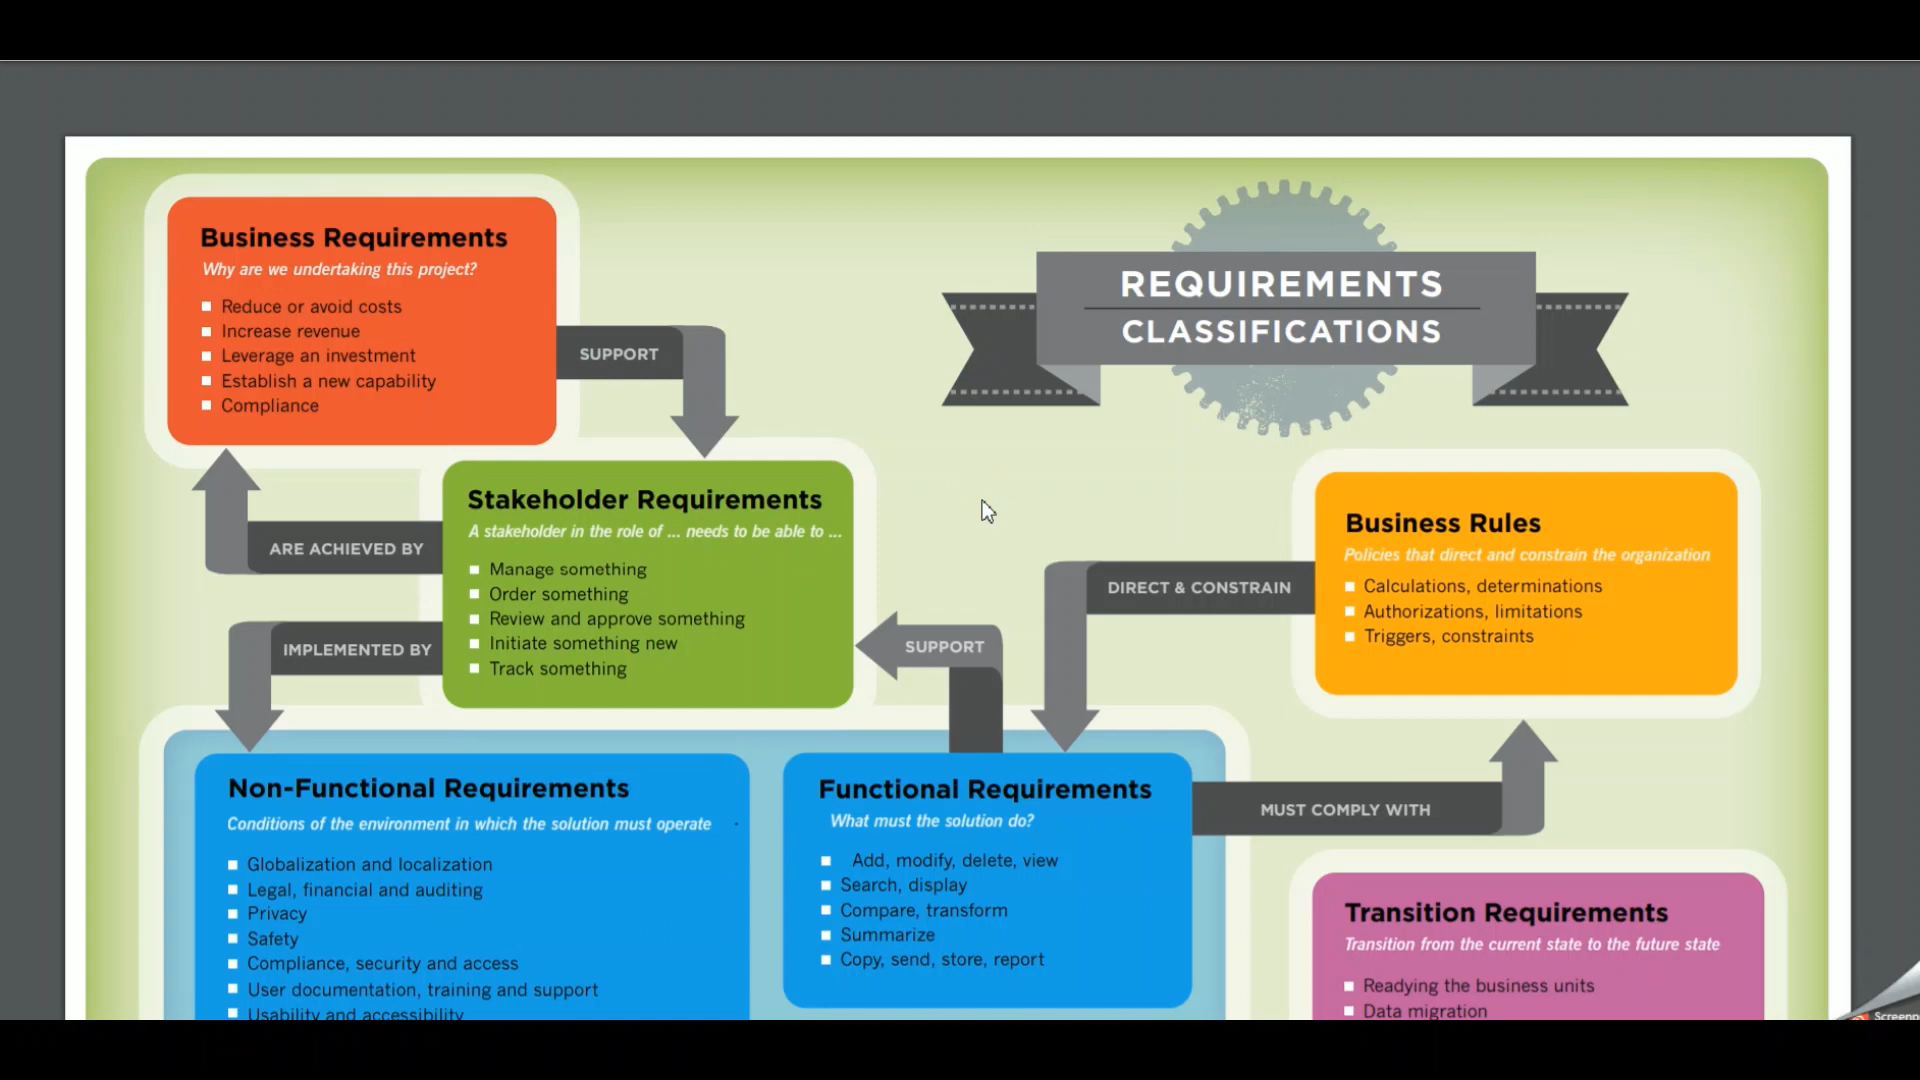 Business Requirements
Why are we undertaking this project?
Reduce or avoid costs
Increase revenue
Leverage an investment
Establish a new capability
Compliance
SUPPORT
REQUIREMENTS
CLASSIFICATIONS
ARE ACHIEVED BY
Stakeholder Requirements
A stakeholder in the role of ... needs to be able to ...
Manage something
Order something
Review and approve something
Initiate something new
Track something
IMPLEMENTED BY
SUPPORT
DIRECT & CONSTRAIN
Business Rules
Policies that direct and constrain the organization
Calculations, determinations
Authorizations, limitations
Triggers, constraints
Non-Functional Requirements
Conditions of the environment in which the solution must operate
Globalization and localization
Legal, financial and auditing
Privacy
Safety
Compliance, security and access
User documentation, training and support
Usability and accessibility
Functional Requirements
What must the solution do?
Add, modify, delete, view
Search, display
Compare, transform
Summarize
Copy, send, store, report
MUST COMPLY WITH
Transition Requirements
Transition from the current state to the future state
Readying the business units
Data migration